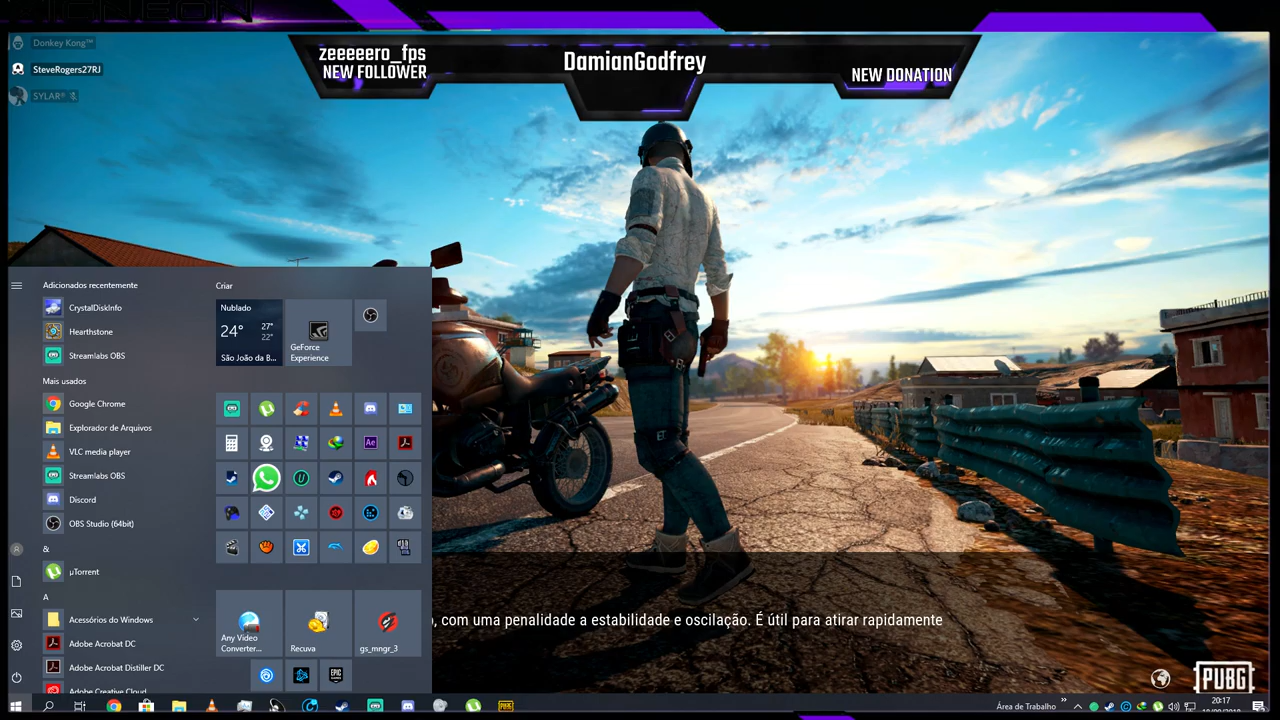 Donkey Kong™
SteveRogers27RJ
SYLAR®
zeeeeero_fps
NEW FOLLOWER
DamianGodfrey
NEW DONATION
Adicionados recentemente
CrystalDiskInfo
Hearthstone
Streamlabs OBS
Mais usados
Google Chrome
Explorador de Arquivos
VLC media player
Streamlabs OBS
Discord
OBS Studio (64bit)
&
µTorrent
A
Acessórios do Windows
Adobe Acrobat DC
Adobe Acrobat Distiller DC
Adobe Creative Cloud
Criar
Nublado
24° 27°
22°
São João da B...
GeForce
Experience
Ae
Any Video
Converter...
Recuva
gs_mngr_3
EPIC
, com uma penalidade a estabilidade e oscilação. É útil para atirar rapidamente
PUBG
Área de Trabalho
20:17